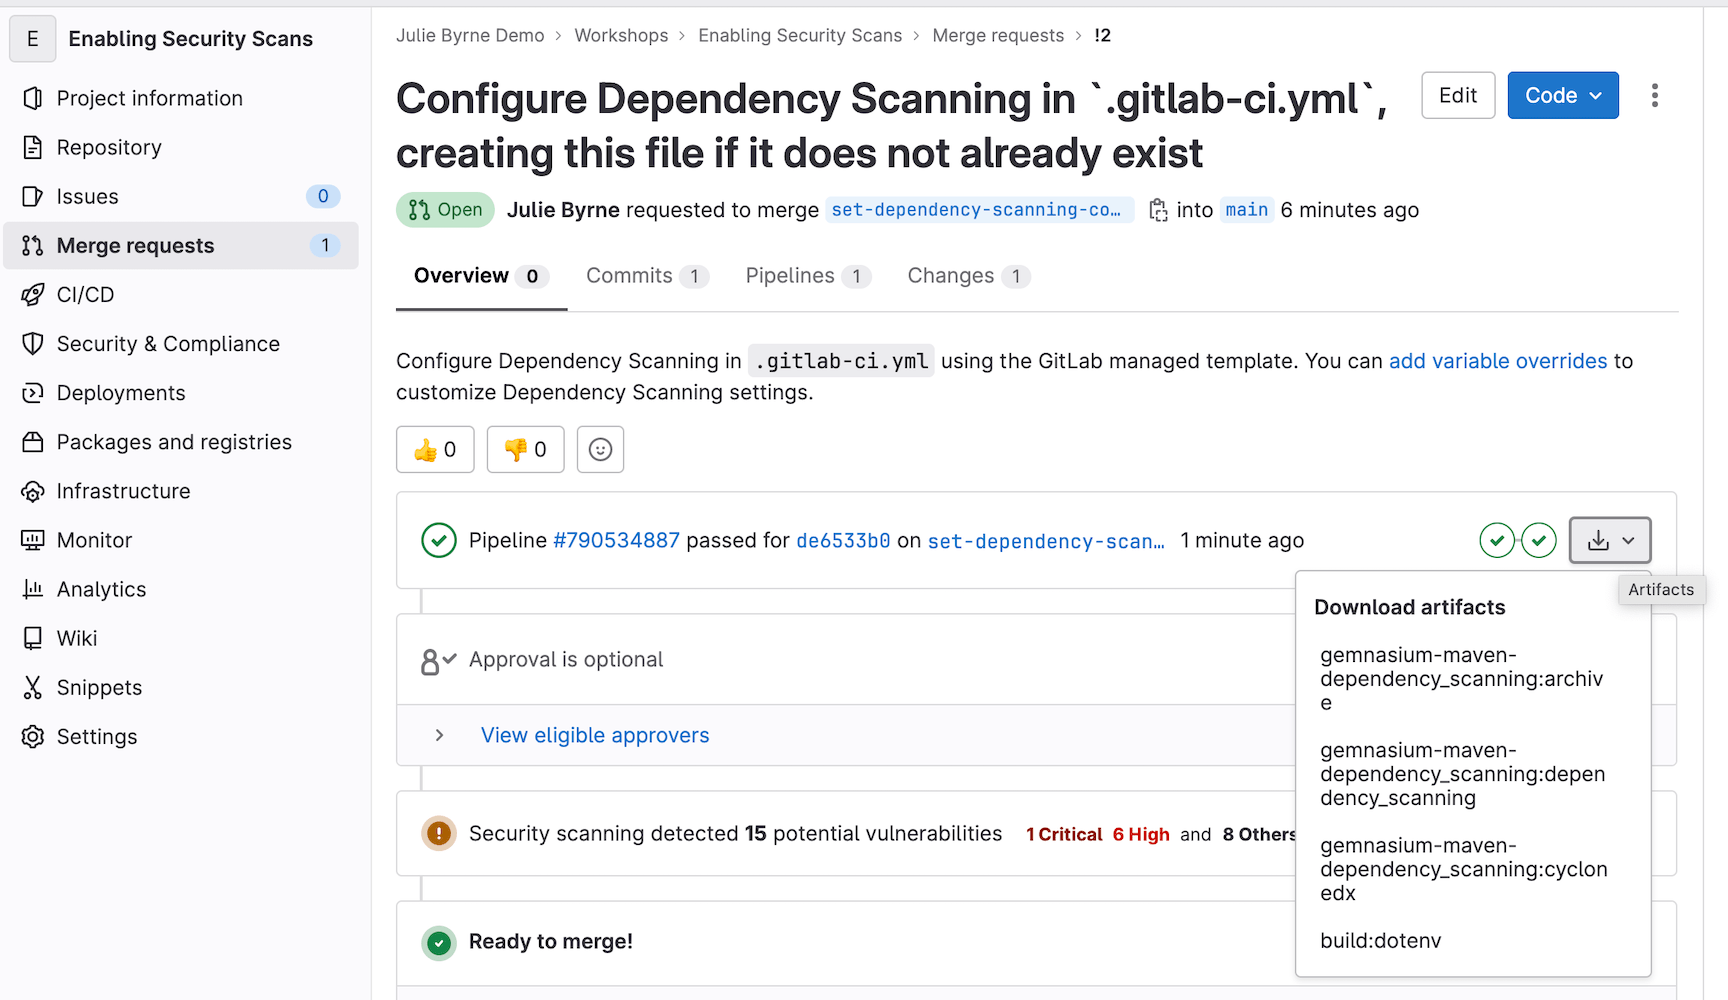 E Enabling Security Scans
Project information
Repository
Issues 0
Merge requests 1
CI/CD
Security & Compliance
Deployments
Packages and registries
Infrastructure
Monitor
Analytics
Wiki
Snippets
Settings
Julie Byrne Demo > Workshops > Enabling Security Scans > Merge requests > !2
Configure Dependency Scanning in `.gitlab-ci.yml`,
creating this file if it does not already exist
Edit
Code
Open Julie Byrne requested to merge set-dependency-scanning-co… into main 6 minutes ago
Overview 0 Commits 1 Pipelines 1 Changes 1
Configure Dependency Scanning in .gitlab-ci.yml using the GitLab managed template. You can add variable overrides to
customize Dependency Scanning settings.
👍 0 👎 0
Pipeline #790534887 passed for de6533b0 on set-dependency-scan… 1 minute ago
Artifacts
Approval is optional
View eligible approvers
Security scanning detected 15 potential vulnerabilities 1 Critical 6 High and 8 Others
Ready to merge!
Download artifacts
gemnasium-maven-
dependency_scanning:archiv
e
gemnasium-maven-
dependency_scanning:depen
dency_scanning
gemnasium-maven-
dependency_scanning:cyclon
edx
build:dotenv